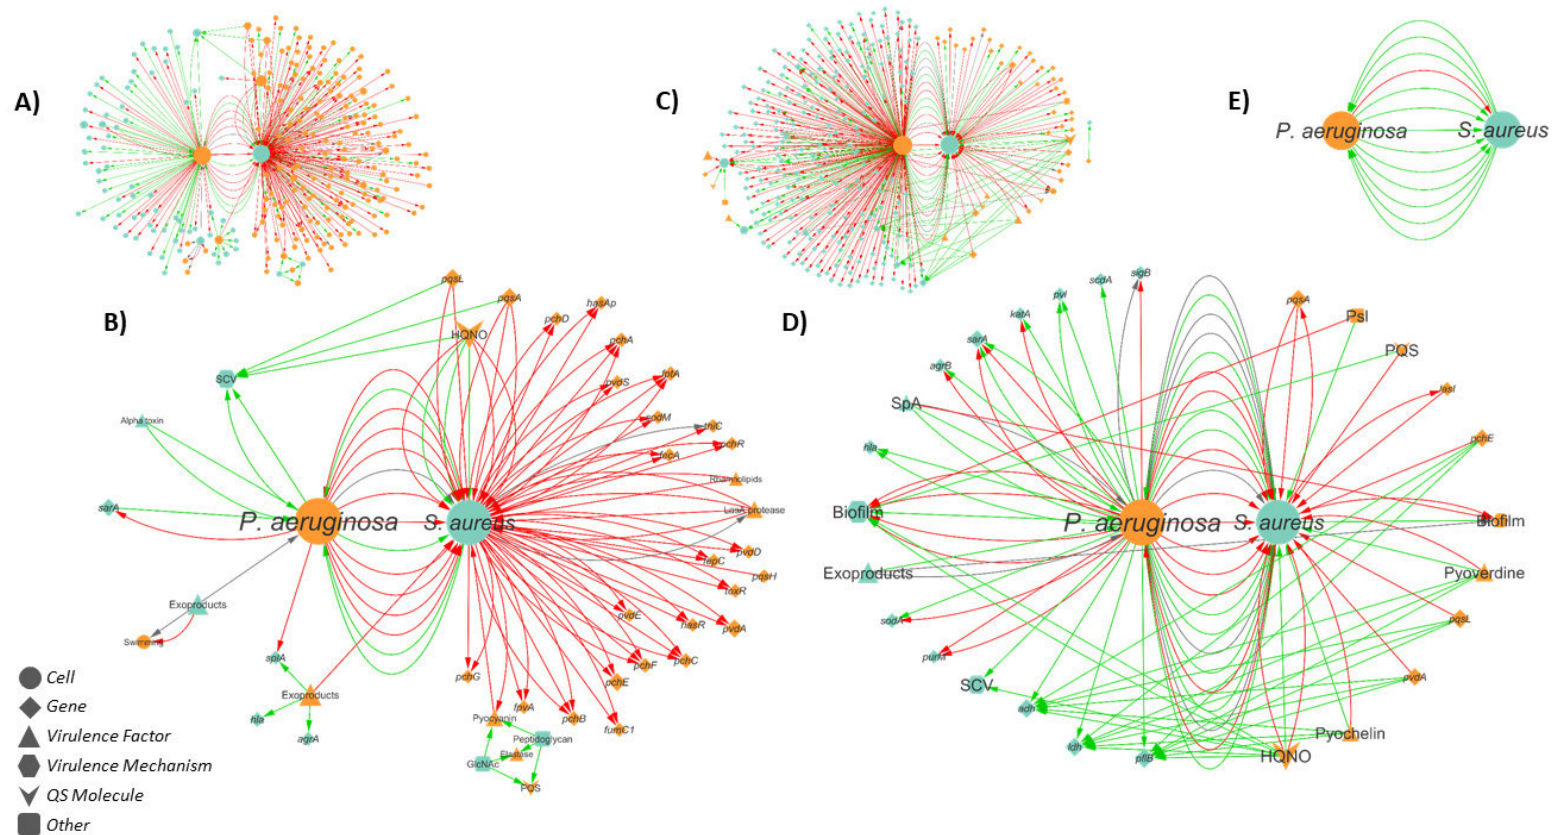 A)
C)
E)
P. aeruginosa
S. aureus
B)
pqsL
pqsA
HQNO
hasAp
pchD
pchA
SCV
pvdS
fptA
Alpha toxin
sodM
thiC
pchR
fecA
Rhamnolipids
LasA protease
sarA
P. aeruginosa
S. aureus
pvdD
fepC
pqsH
toxR
Exoproducts
pvdE
hasR
pvdA
Swimming
splA
pchF
pchC
pchG
pchE
Exoproducts
fpvA
pchB
hla
agrA
Pyocyanin
fumC1
Peptidoglycan
Elastase
GlcNAc
PQS
D)
sigB
scdA
pvl
pqsA
katA
Psl
sarA
PQS
agrB
lasI
SpA
pchE
hla
Biofilm
P. aeruginosa
S. aureus
Biofilm
Exoproducts
Pyoverdine
sodA
pqsL
purM
SCV
pvdA
adh
Pyochelin
ldh
pflB
HQNO
Cell
Gene
Virulence Factor
Virulence Mechanism
QS Molecule
Other